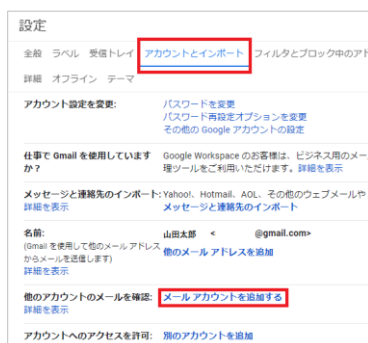 設定
全般 ラベル 受信トレイ アカウントとインポート フィルタとブロック中のアド
詳細 オフライン テーマ
アカウント設定を変更: パスワードを変更
パスワード再設定オプションを変更
その他の Google アカウントの設定
仕事で Gmail を使用しています Google Workspace のお客様は、ビジネス用のメー
か? 理ツールをご利用いただけます。詳細を表示
メッセージと連絡先のインポート: Yahoo!、Hotmail、AOL、その他のウェブメールや
詳細を表示 メッセージと連絡先のインポート
名前: 山田太郎 < @gmail.com>
(Gmail を使用して他のメール アドレス 他のメール アドレスを追加
からメールを送信します)
詳細を表示
他のアカウントのメールを確認: メール アカウントを追加する
詳細を表示
アカウントへのアクセスを許可: 別のアカウントを追加